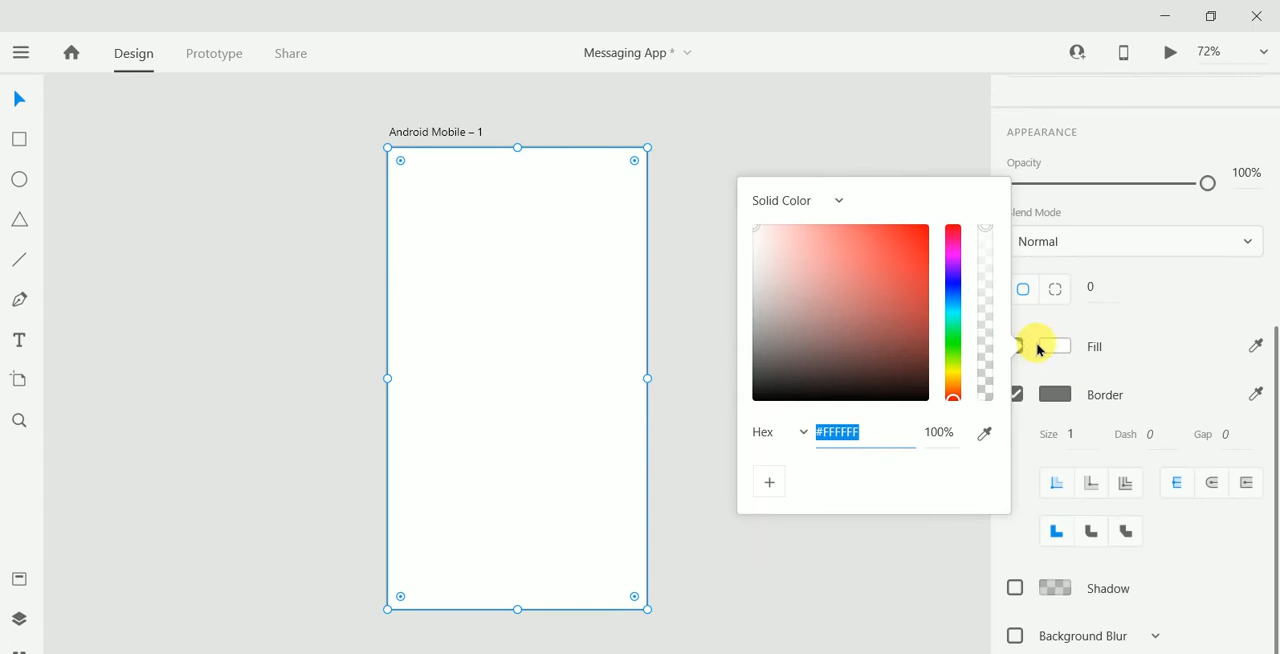 Design Prototype Share Messaging App * 72%
Android Mobile – 1
APPEARANCE
Opacity
100%
lend Mode
Normal
0
Fill
Border
Size 1 Dash 0 Gap 0
Shadow
Background Blur
Solid Color
Hex #FFFFFF 100%
+
T